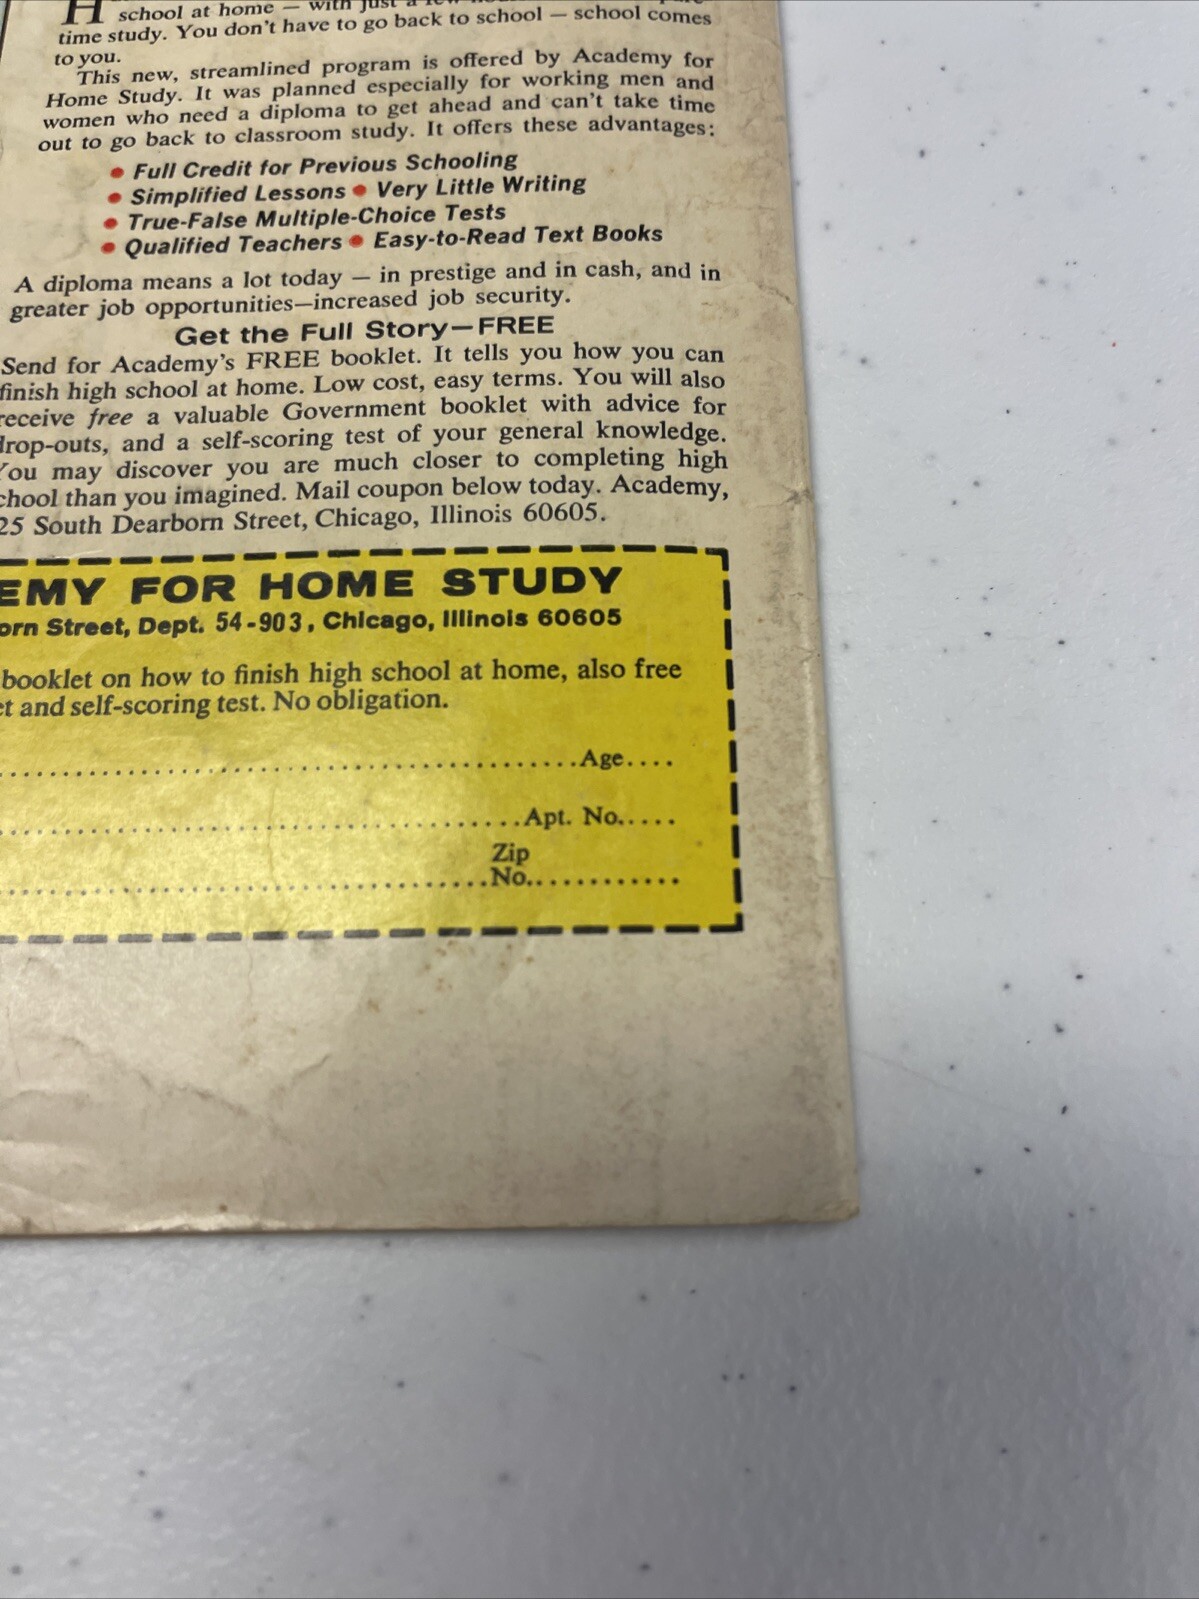 H
school at home — with just a few
time study. You don't have to go back to school — school comes
to you.
This new, streamlined program is offered by Academy for
Home Study. It was planned especially for working men and
women who need a diploma to get ahead and can't take time
out to go back to classroom study. It offers these advantages:
• Full Credit for Previous Schooling
• Simplified Lessons • Very Little Writing
• True-False Multiple-Choice Tests
• Qualified Teachers • Easy-to-Read Text Books
A diploma means a lot today — in prestige and in cash, and in
greater job opportunities—increased job security.
Get the Full Story—FREE
Send for Academy's FREE booklet. It tells you how you can
finish high school at home. Low cost, easy terms. You will also
receive free a valuable Government booklet with advice for
drop-outs, and a self-scoring test of your general knowledge.
You may discover you are much closer to completing high
chool than you imagined. Mail coupon below today. Academy,
25 South Dearborn Street, Chicago, Illinois 60605.
EMY FOR HOME STUDY
orn Street, Dept. 54-903, Chicago, Illinois 60605
booklet on how to finish high school at home, also free
et and self-scoring test. No obligation.
Age....
Apt. No.....
Zip
No.............